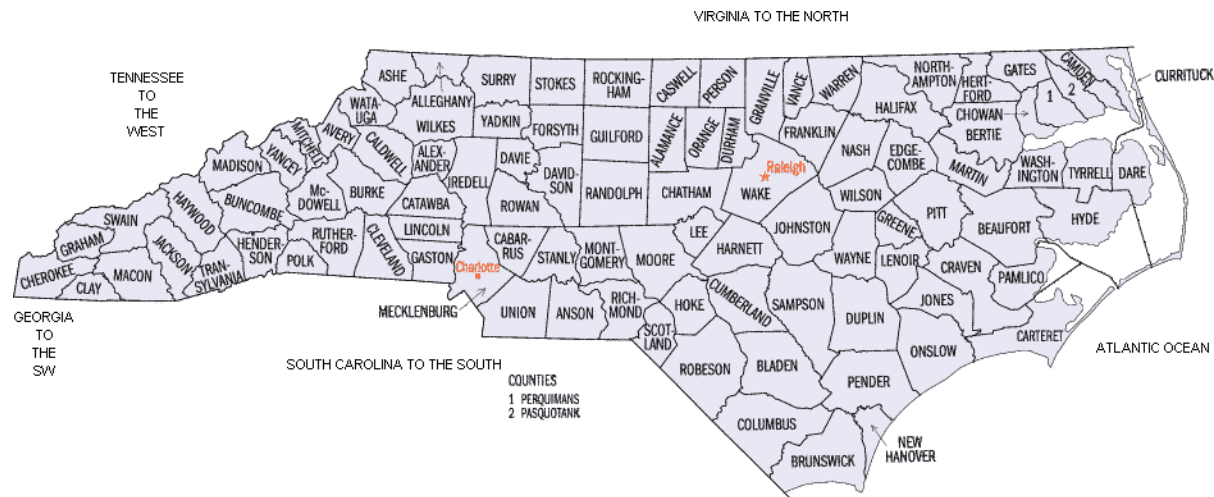 VIRGINIA TO THE NORTH
TENNESSEE
TO
THE
WEST
ASHE
ALLEGHANY
SURRY
STOKES
ROCKING-
HAM
CASWELL
PERSON
GRANVILLE
VANCE
WARREN
NORTH-
AMPTON
HERT-
FORD
GATES
CAMDEN
CURRITUCK
WATA-
UGA
WILKES
YADKIN
FORSYTH
GUILFORD
ALAMANCE
ORANGE
DURHAM
FRANKLIN
HALIFAX
CHOWAN
BERTIE
1
2
MITCHELL
AVERY
CALDWELL
ALEX-
ANDER
IREDELL
DAVIE
DAVID-
SON
RANDOLPH
CHATHAM
Raleigh
WAKE
NASH
EDGE-
COMBE
MARTIN
WASH-
INGTON
TYRRELL
DARE
MADISON
YANCEY
Mc-
DOWELL
BURKE
CATAWBA
ROWAN
WILSON
PITT
BEAUFORT
HYDE
SWAIN
HAYWOOD
BUNCOMBE
RUTHER-
FORD
CLEVELAND
LINCOLN
GASTON
CABAR-
RUS
STANLY
MONT-
GOMERY
MOORE
LEE
HARNETT
JOHNSTON
GREENE
WAYNE
LENOIR
CRAVEN
PAMLICO
GRAHAM
CHEROKEE
CLAY
MACON
JACKSON
TRAN-
SYLVANIA
HENDER-
SON
POLK
Charlotte
MECKLENBURG
UNION
ANSON
RICH-
MOND
SCOT-
LAND
HOKE
CUMBERLAND
SAMPSON
DUPLIN
JONES
ONSLOW
CARTERET
GEORGIA
TO
THE
SW
SOUTH CAROLINA TO THE SOUTH
ATLANTIC OCEAN
ROBESON
BLADEN
PENDER
COLUMBUS
BRUNSWICK
NEW
HANOVER
COUNTIES
1 PERQUIMANS
2 PASQUOTANK